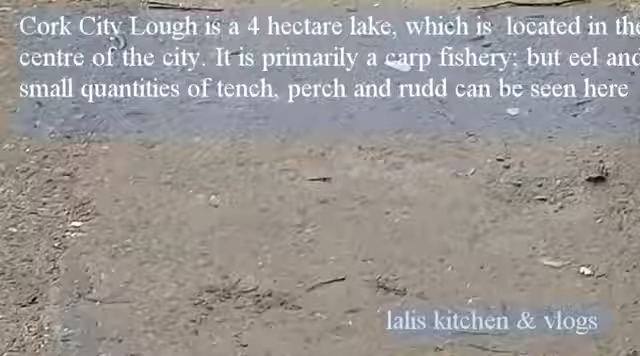 Cork City Lough is a 4 hectare lake, which is located in the
centre of the city. It is primarily a carp fishery; but eel and
small quantities of tench, perch and rudd can be seen here
lalis kitchen & vlogs